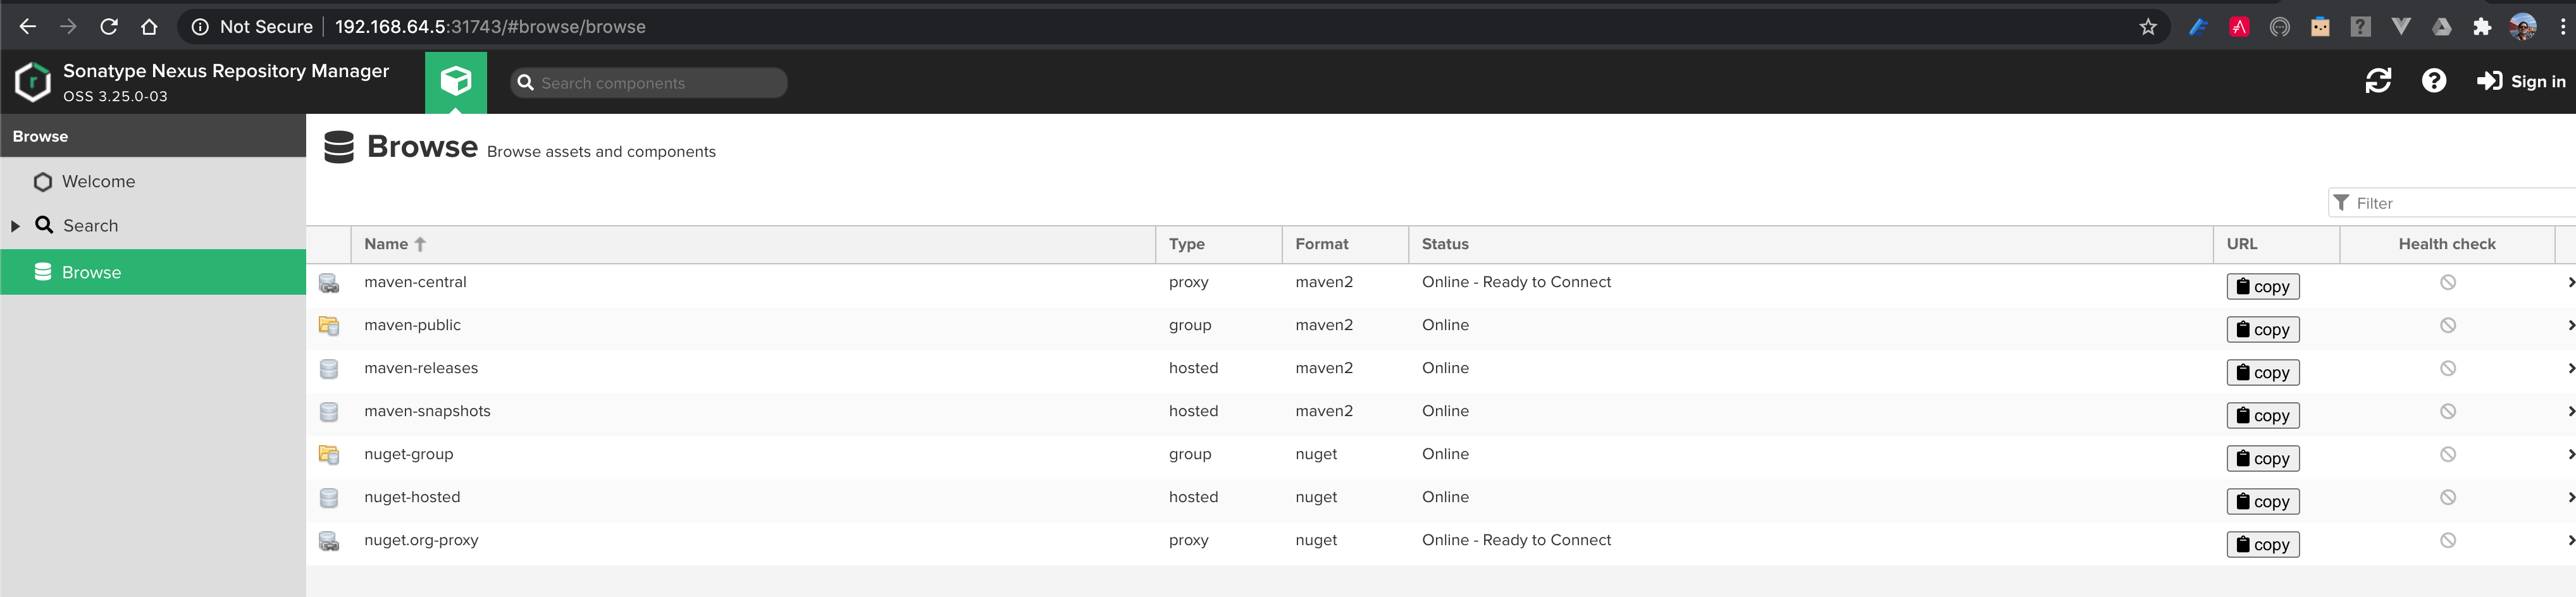 Not Secure 192.168.64.5:31743/#browse/browse
Sonatype Nexus Repository Manager
OSS 3.25.0-03
Search components
Sign in
Browse
Welcome
Search
Browse
Browse Browse assets and components
Filter
Name Type Format Status URL Health check
maven-central proxy maven2 Online - Ready to Connect copy
maven-public group maven2 Online copy
maven-releases hosted maven2 Online copy
maven-snapshots hosted maven2 Online copy
nuget-group group nuget Online copy
nuget-hosted hosted nuget Online copy
nuget.org-proxy proxy nuget Online - Ready to Connect copy